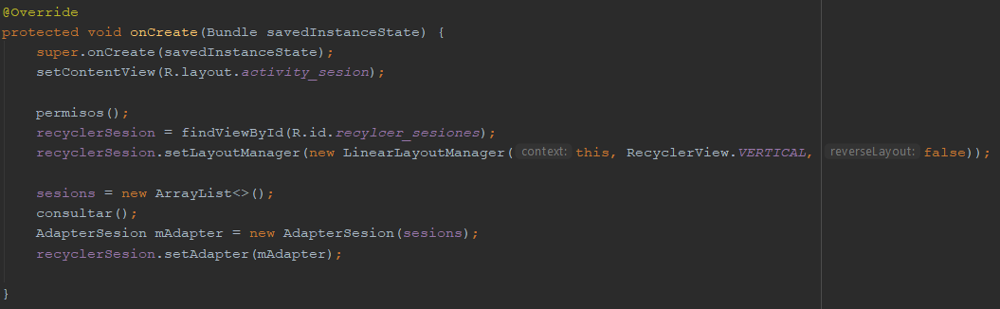 @Override
protected void onCreate(Bundle savedInstanceState) {
super.onCreate(savedInstanceState);
setContentView(R.layout.activity_sesion);
permisos();
recyclerSesion = findViewById(R.id.recylcer_sesiones);
recyclerSesion.setLayoutManager(new LinearLayoutManager( context: this, RecyclerView.VERTICAL, reverseLayout: false));
sesions = new ArrayList<>();
consultar();
AdapterSesion mAdapter = new AdapterSesion(sesions);
recyclerSesion.setAdapter(mAdapter);
}